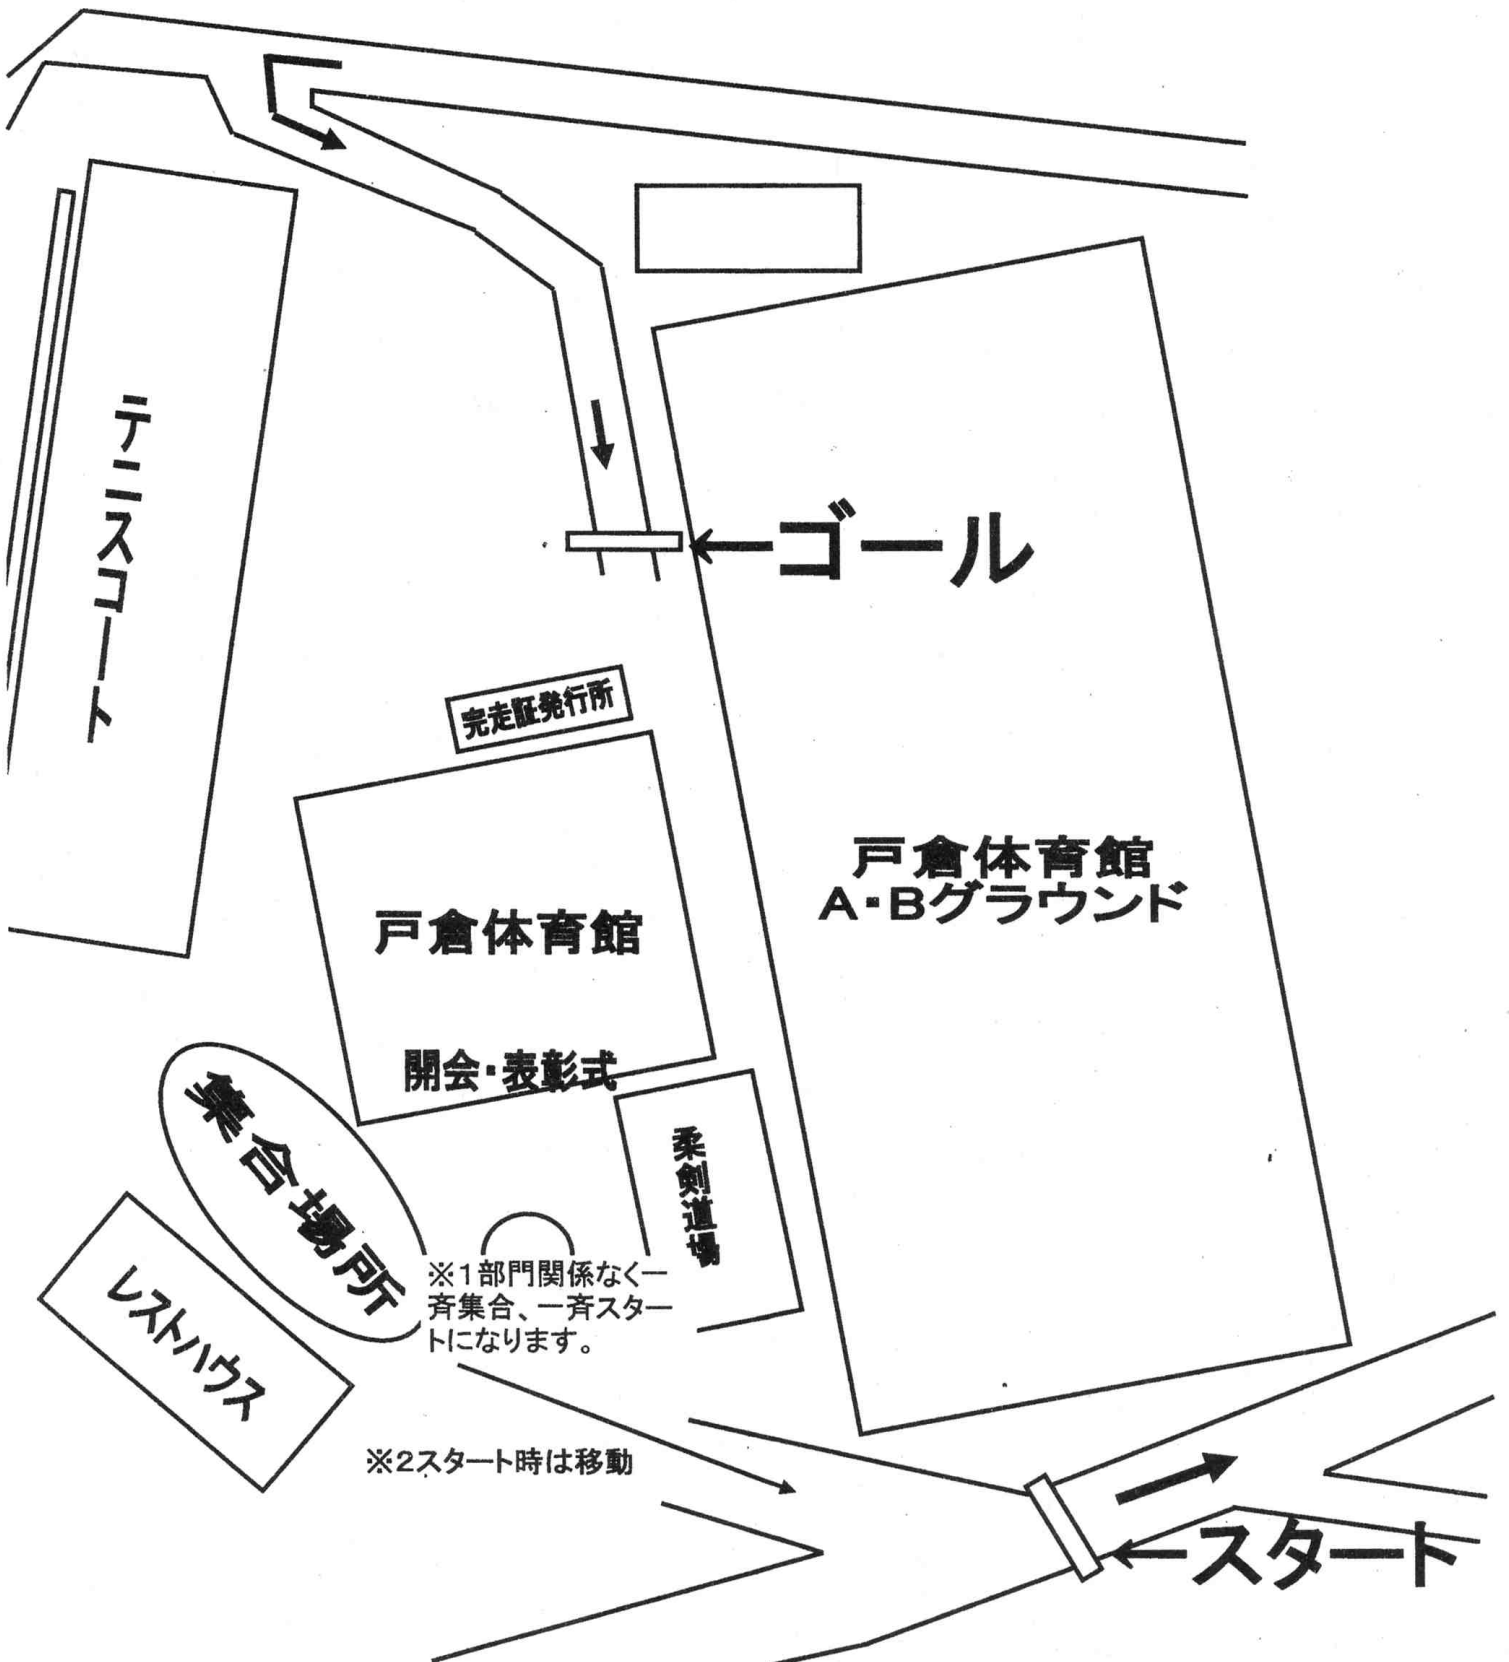 テニスコート
←ゴール
完走証発行所
戸倉体育館
A・Bグラウンド
戸倉体育館
開会・表彰式
柔剣道場
集合場所
レストハウス
※1部門関係なく一
斉集合、一斉スター
トになります。
※2スタート時は移動
←スタート